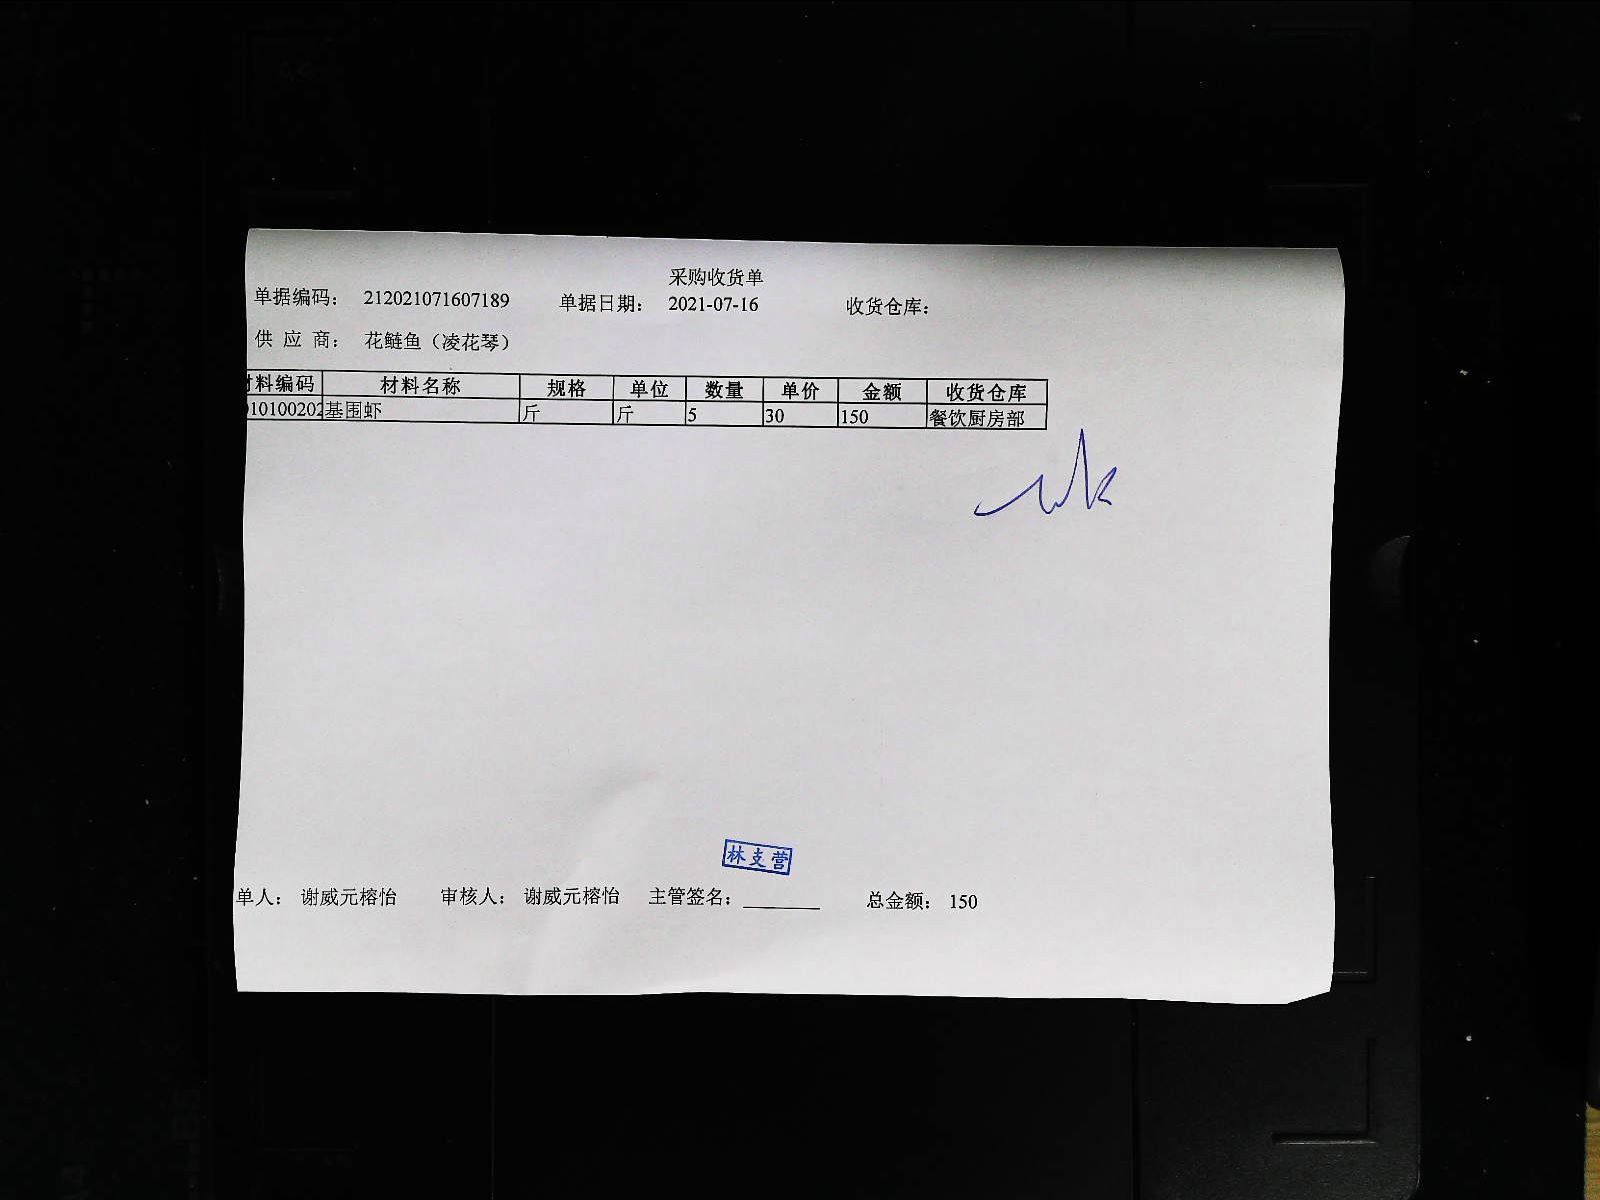 采购收货单
单据编码： 212021071607189 单据日期： 2021-07-16 收货仓库：
供 应 商： 花鲢鱼（凌花琴）
材料编码 材料名称 规格 单位 数量 单价 金额 收货仓库
010100202 基围虾 斤 斤 5 30 150 餐饮厨房部
林支营
单人： 谢威元榕怡 审核人： 谢威元榕怡 主管签名： 总金额： 150